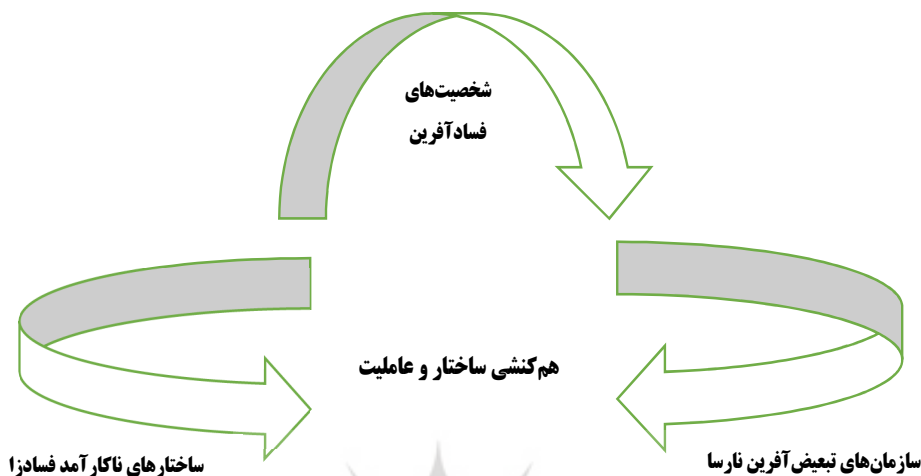 شخصیت‌های
فسادآفرین
هم‌کنشی ساختار و عاملیت
سازمان‌های تبعیض‌آفرین نارسا
ساختارهای ناکارآمد فسادزا